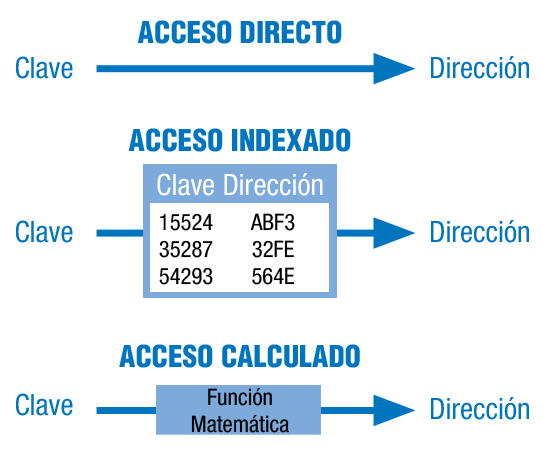 ACCESO DIRECTO
Clave Dirección
ACCESO INDEXADO
Clave Dirección
15524 ABF3
Clave 35287 32FE Dirección
54293 564E
ACCESO CALCULADO
Clave Función Dirección
Matemática